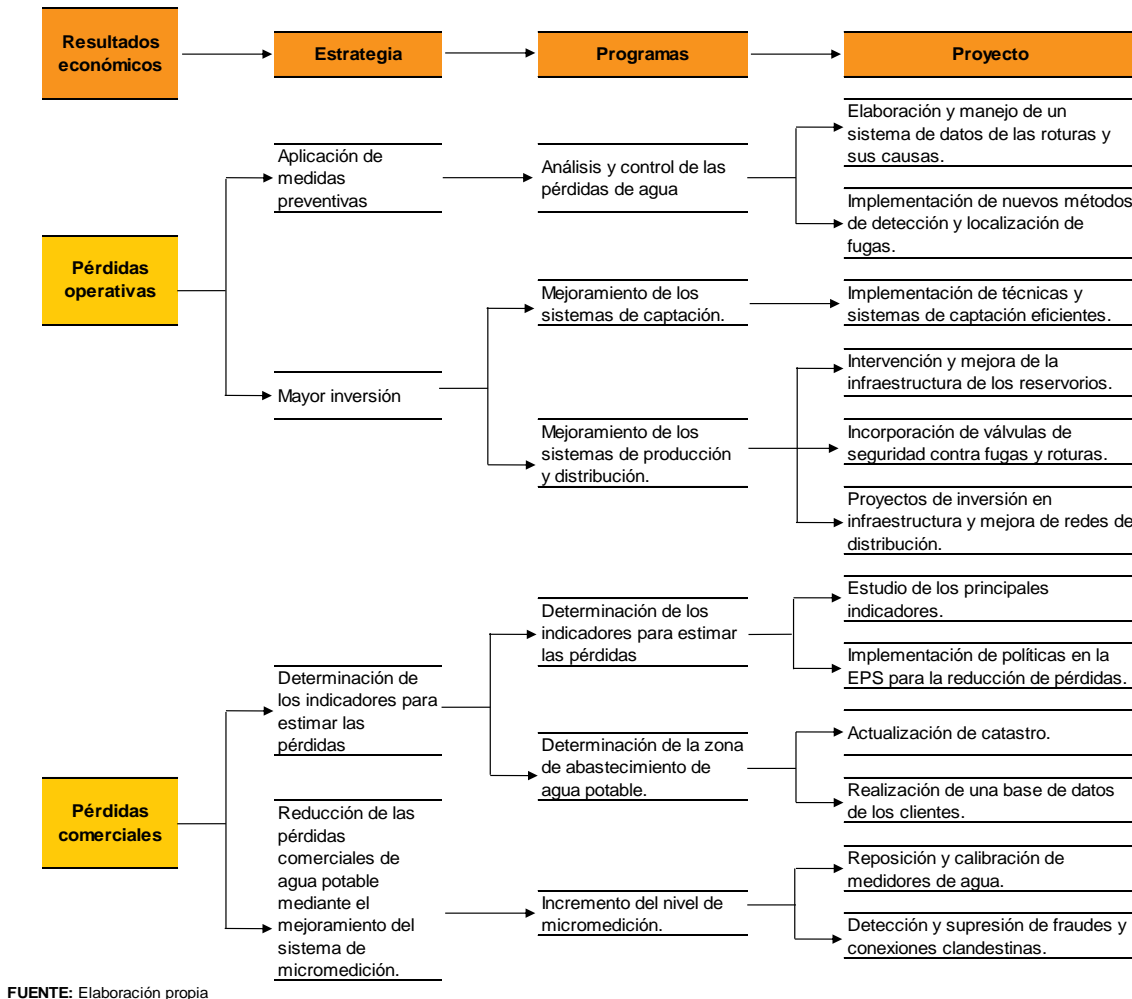 Resultados
económicos
Estrategia
Programas
Proyecto
Pérdidas
operativas
Aplicación de
medidas
preventivas
Análisis y control de las
pérdidas de agua
Elaboración y manejo de un
sistema de datos de las roturas y
sus causas.
Implementación de nuevos métodos
de detección y localización de
fugas.
Mayor inversión
Mejoramiento de los
sistemas de captación.
Implementación de técnicas y
sistemas de captación eficientes.
Mejoramiento de los
sistemas de producción
y distribución.
Intervención y mejora de la
infraestructura de los reservorios.
Incorporación de válvulas de
seguridad contra fugas y roturas.
Proyectos de inversión en
infraestructura y mejora de redes de
distribución.
Pérdidas
comerciales
Determinación de
los indicadores para
estimar las
pérdidas
Determinación de los
indicadores para estimar
las pérdidas
Estudio de los principales
indicadores.
Implementación de políticas en la
EPS para la reducción de pérdidas.
Determinación de la zona
de abastecimiento de
agua potable.
Actualización de catastro.
Realización de una base de datos
de los clientes.
Reducción de las
pérdidas
comerciales de
agua potable
mediante el
mejoramiento del
sistema de
micromedición.
Incremento del nivel de
micromedición.
Reposición y calibración de
medidores de agua.
Detección y supresión de fraudes y
conexiones clandestinas.
FUENTE: Elaboración propia